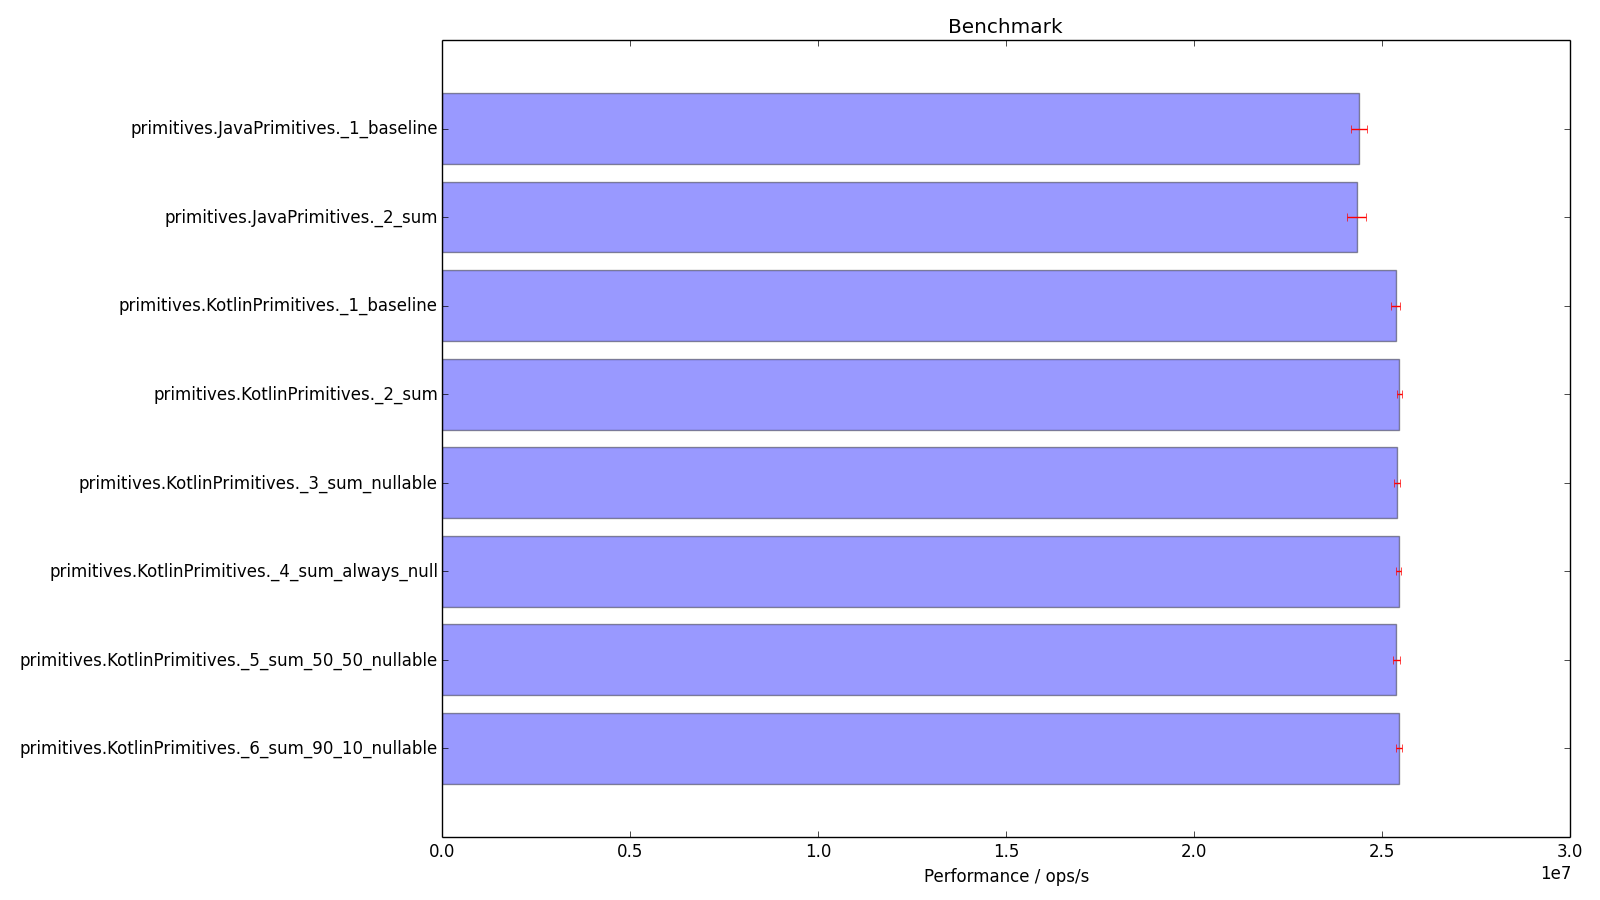 Benchmark
primitives.JavaPrimitives._1_baseline
primitives.JavaPrimitives._2_sum
primitives.KotlinPrimitives._1_baseline
primitives.KotlinPrimitives._2_sum
primitives.KotlinPrimitives._3_sum_nullable
primitives.KotlinPrimitives._4_sum_always_null
primitives.KotlinPrimitives._5_sum_50_50_nullable
primitives.KotlinPrimitives._6_sum_90_10_nullable
0.0 0.5 1.0 1.5 2.0 2.5 3.0
1e7
Performance / ops/s